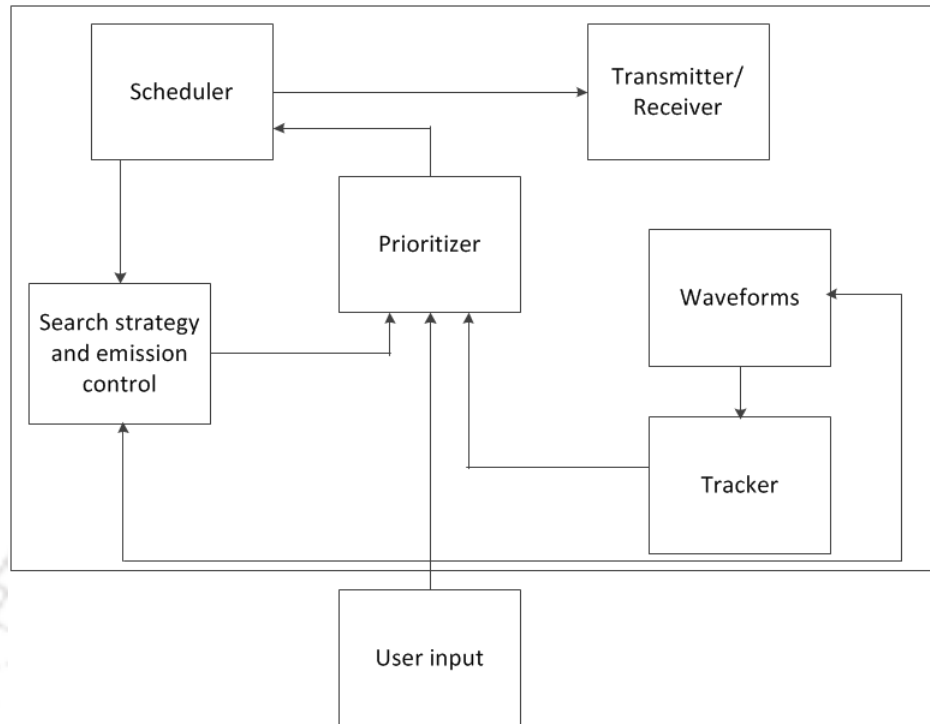 Scheduler
Transmitter/
Receiver
Prioritizer
Waveforms
Search strategy
and emission
control
Tracker
User input